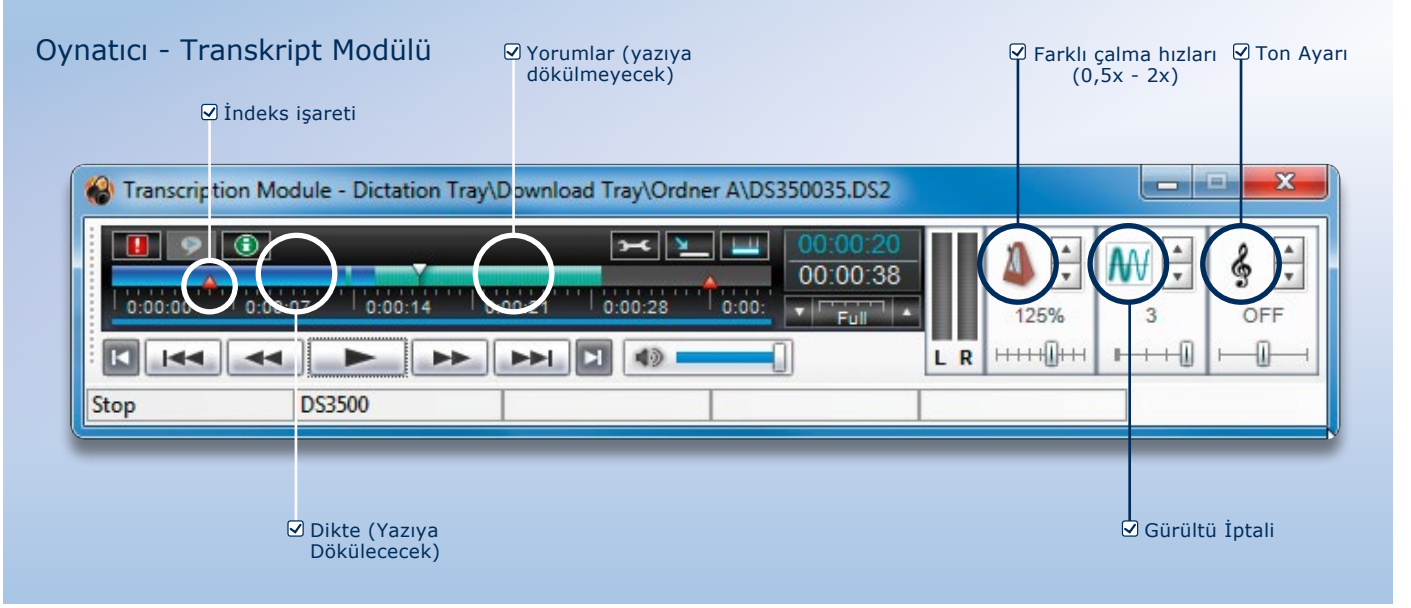 Oynatıcı - Transkript Modülü
Yorumlar (yazıya
dökülmeyecek)
Farklı çalma hızları
(0,5x - 2x)
Ton Ayarı
İndeks işareti
Transcription Module - Dictation Tray\Download Tray\Ordner A\DS350035.DS2
00:00:20
00:00:38
0:00:00 0:00:07 0:00:14 0:00:21 0:00:28 0:00:
Full
L R
125% 3 OFF
Stop DS3500
Dikte (Yazıya
Dökülececek)
Gürültü İptali